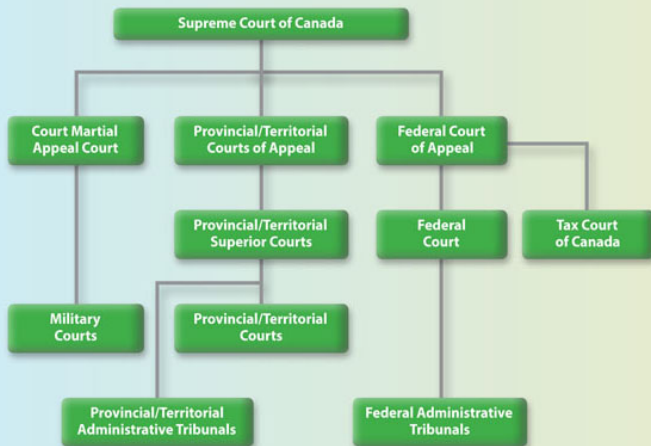 Supreme Court of Canada
Court Martial
Appeal Court
Provincial/Territorial
Courts of Appeal
Federal Court
of Appeal
Provincial/Territorial
Superior Courts
Federal
Court
Tax Court
of Canada
Military
Courts
Provincial/Territorial
Courts
Provincial/Territorial
Administrative Tribunals
Federal Administrative
Tribunals